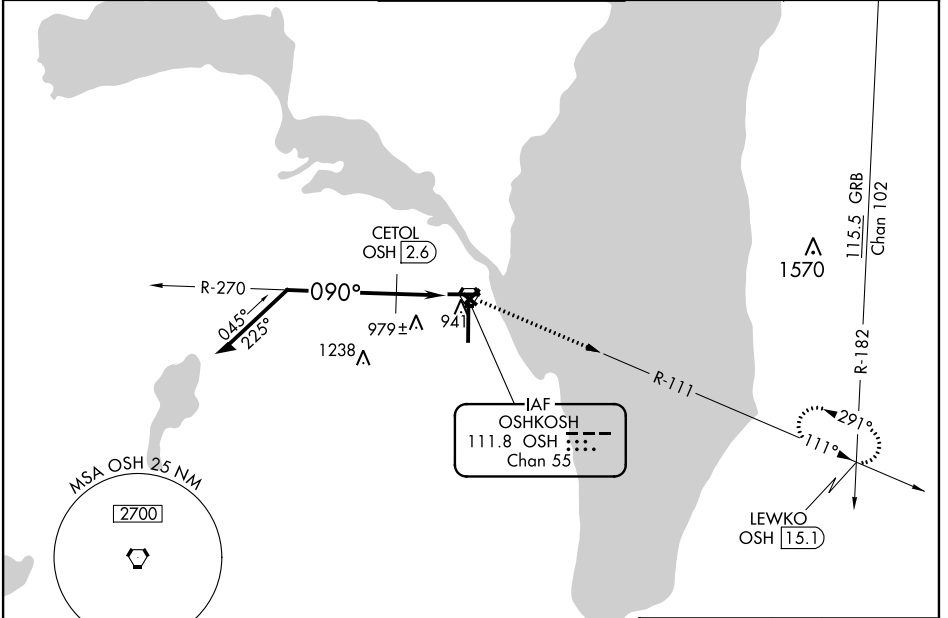 115.5 GRB
Chan 102
1570
R-182
CETOL
OSH 2.6
R-270
090°
045°
225°
979±
941
1238
R-111
IAF
OSHKOSH
111.8 OSH
Chan 55
291°
111°
LEWKO
OSH 15.1
MSA OSH 25 NM
2700